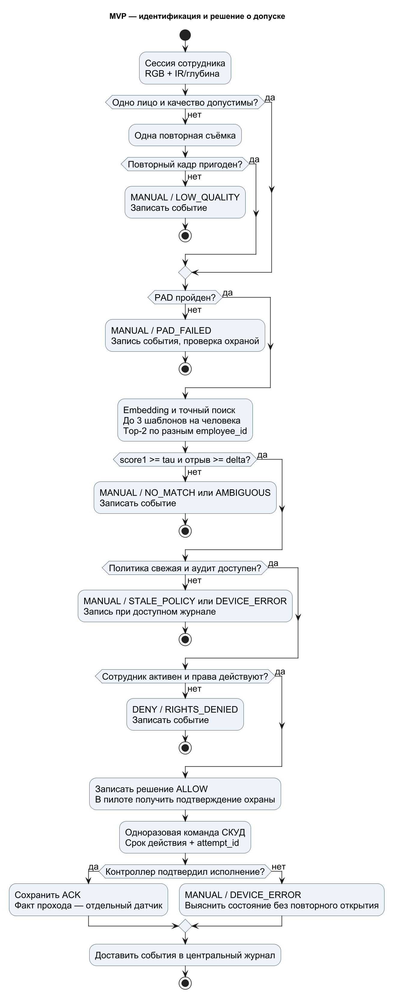 MVP — идентификация и решение о допуске
Сессия сотрудника
RGB + IR/глубина
Одно лицо и качество допустимы?
да
нет
Одна повторная съёмка
Повторный кадр пригоден?
да
нет
MANUAL / LOW_QUALITY
Записать событие
PAD пройден?
да
нет
MANUAL / PAD_FAILED
Запись события, проверка охраной
Embedding и точный поиск
До 3 шаблонов на человека
Top-2 по разным employee_id
score1 >= tau и отрыв >= delta?
да
нет
MANUAL / NO_MATCH или AMBIGUOUS
Записать событие
Политика свежая и аудит доступен?
да
нет
MANUAL / STALE_POLICY или DEVICE_ERROR
Запись при доступном журнале
Сотрудник активен и права действуют?
да
нет
DENY / RIGHTS_DENIED
Записать событие
Записать решение ALLOW
В пилоте получить подтверждение охраны
Одноразовая команда СКУД
Срок действия + attempt_id
да
Контроллер подтвердил исполнение?
нет
Сохранить ACK
Факт прохода — отдельный датчик
MANUAL / DEVICE_ERROR
Выяснить состояние без повторного открытия
Доставить события в центральный журнал